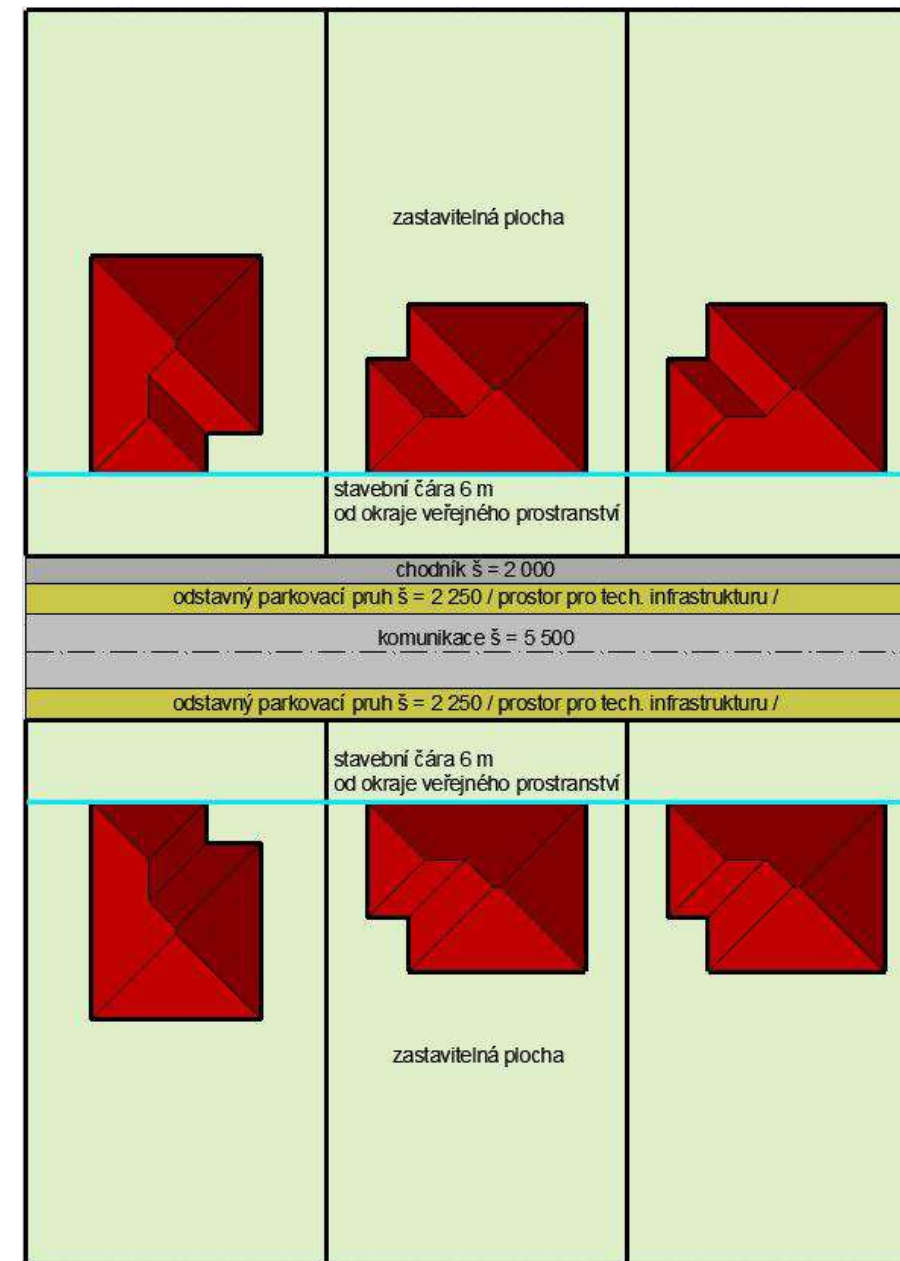 zastavitelná plocha
stavební čára 6 m
od okraje veřejného prostranství
chodník š = 2 000
odstavný parkovací pruh š = 2 250 / prostor pro tech. infrastrukturu /
komunikace š = 5 500
odstavný parkovací pruh š = 2 250 / prostor pro tech. infrastrukturu /
stavební čára 6 m
od okraje veřejného prostranství
zastavitelná plocha